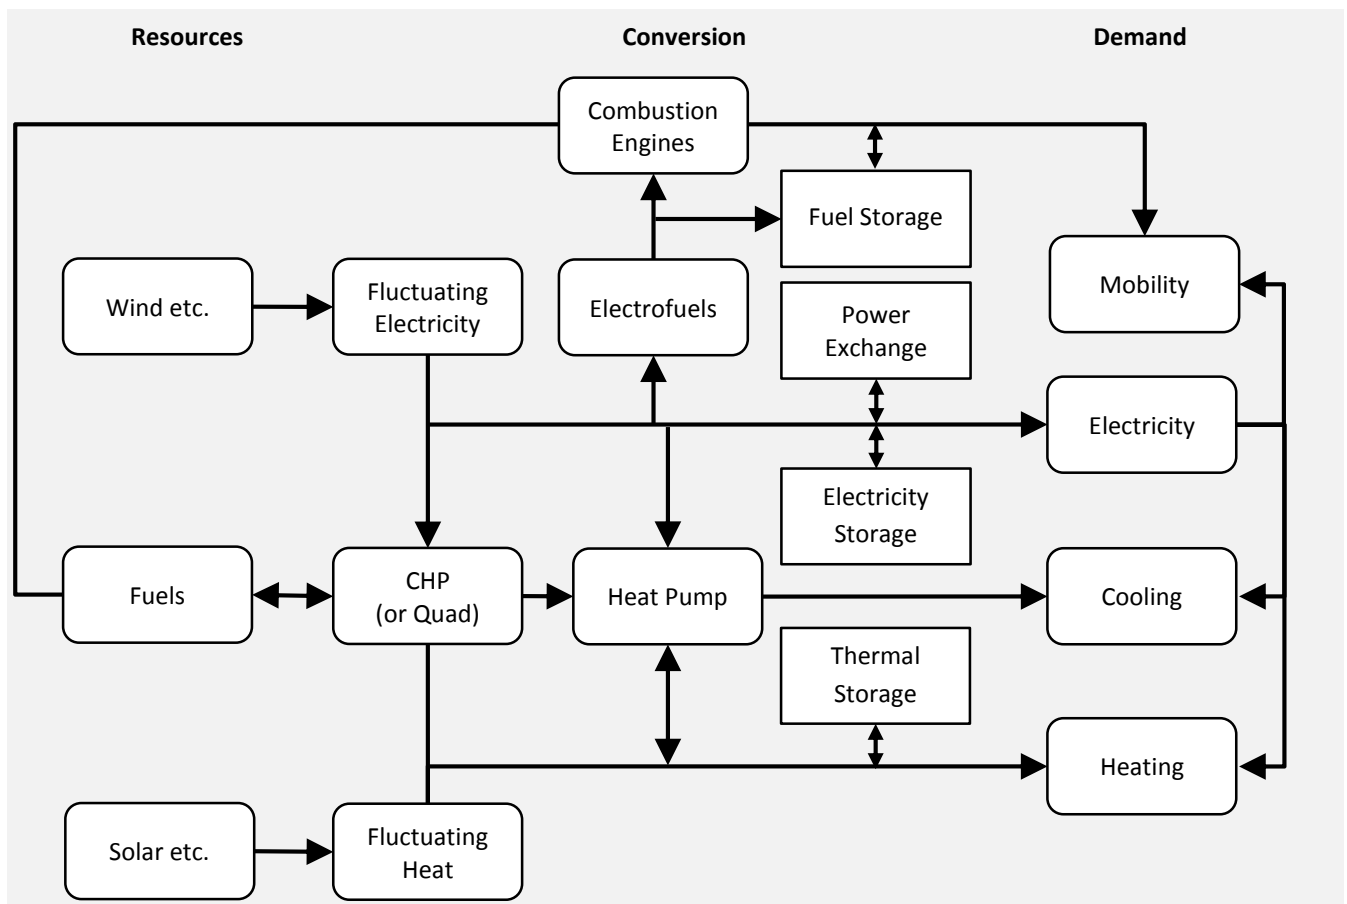 Resources
Conversion
Demand
Combustion
Engines
Fuel Storage
Mobility
Wind etc.
Fluctuating
Electricity
Electrofuels
Power
Exchange
Electricity
Electricity
Storage
Fuels
CHP
(or Quad)
Heat Pump
Cooling
Thermal
Storage
Heating
Solar etc.
Fluctuating
Heat